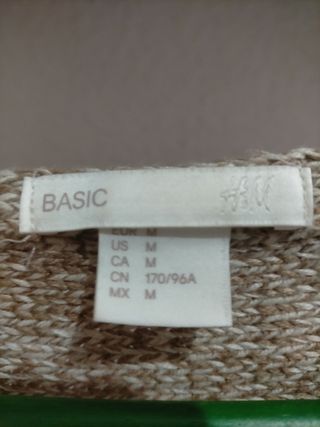 BASIC H&M
EUR M
US M
CA M
CN 170/96A
MX M